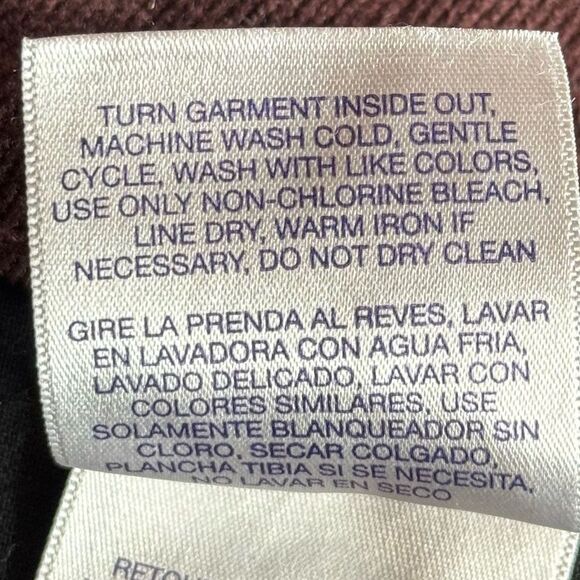 TURN GARMENT INSIDE OUT,
MACHINE WASH COLD, GENTLE
CYCLE, WASH WITH LIKE COLORS,
USE ONLY NON-CHLORINE BLEACH,
LINE DRY, WARM IRON IF
NECESSARY, DO NOT DRY CLEAN
GIRE LA PRENDA AL REVES, LAVAR
EN LAVADORA CON AGUA FRIA,
LAVADO DELICADO, LAVAR CON
COLORES SIMILARES, USE
SOLAMENTE BLANQUEADOR SIN
CLORO, SECAR COLGADO,
PLANCHA TIBIA SI SE NECESITA,
NO LAVAR EN SECO